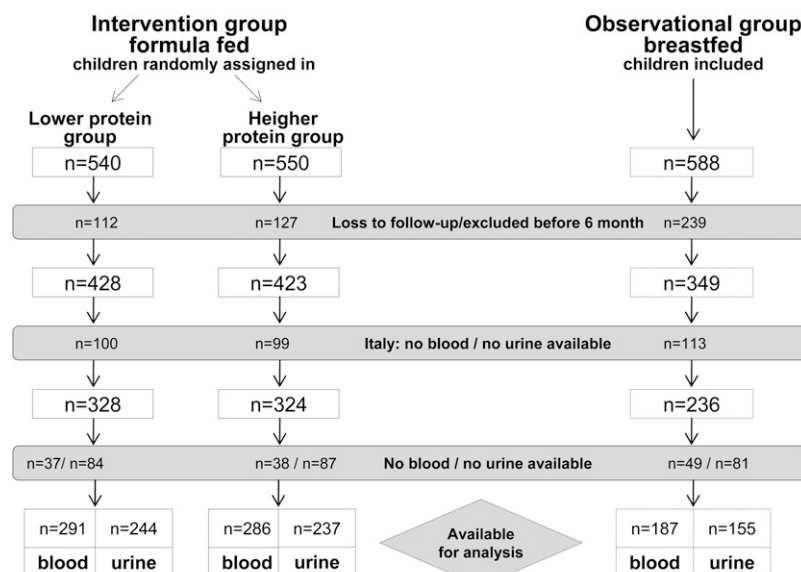 Intervention group
formula fed
children randomly assigned in
Observational group
breastfed
children included
Lower protein
group
Heigher
protein group
n=540
n=550
n=588
n=112
n=127
Loss to follow-up/excluded before 6 month
n=239
n=428
n=423
n=349
n=100
n=99
Italy: no blood / no urine available
n=113
n=328
n=324
n=236
n=37/ n=84
n=38 / n=87
No blood / no urine available
n=49 / n=81
n=291
n=244
n=286
n=237
Available
for analysis
n=187
n=155
blood
urine
blood
urine
blood
urine